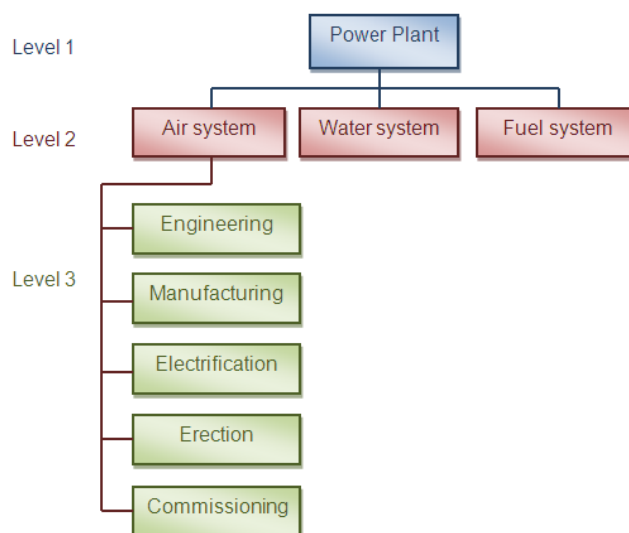 Level 1
Power Plant
Level 2
Air system
Water system
Fuel system
Level 3
Engineering
Manufacturing
Electrification
Erection
Commissioning